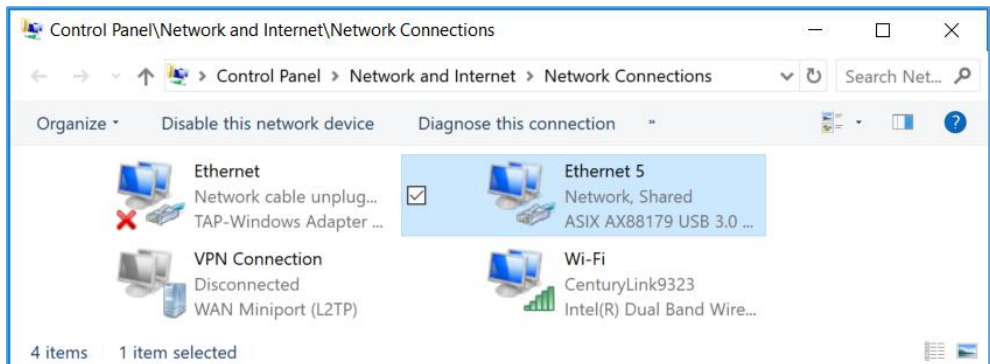 Control Panel\Network and Internet\Network Connections
Control Panel > Network and Internet > Network Connections
Search Net...
Organize
Disable this network device
Diagnose this connection
»
Ethernet
Network cable unplug...
TAP-Windows Adapter ...
Ethernet 5
Network, Shared
ASIX AX88179 USB 3.0 ...
VPN Connection
Disconnected
WAN Miniport (L2TP)
Wi-Fi
CenturyLink9323
Intel(R) Dual Band Wire...
4 items
1 item selected